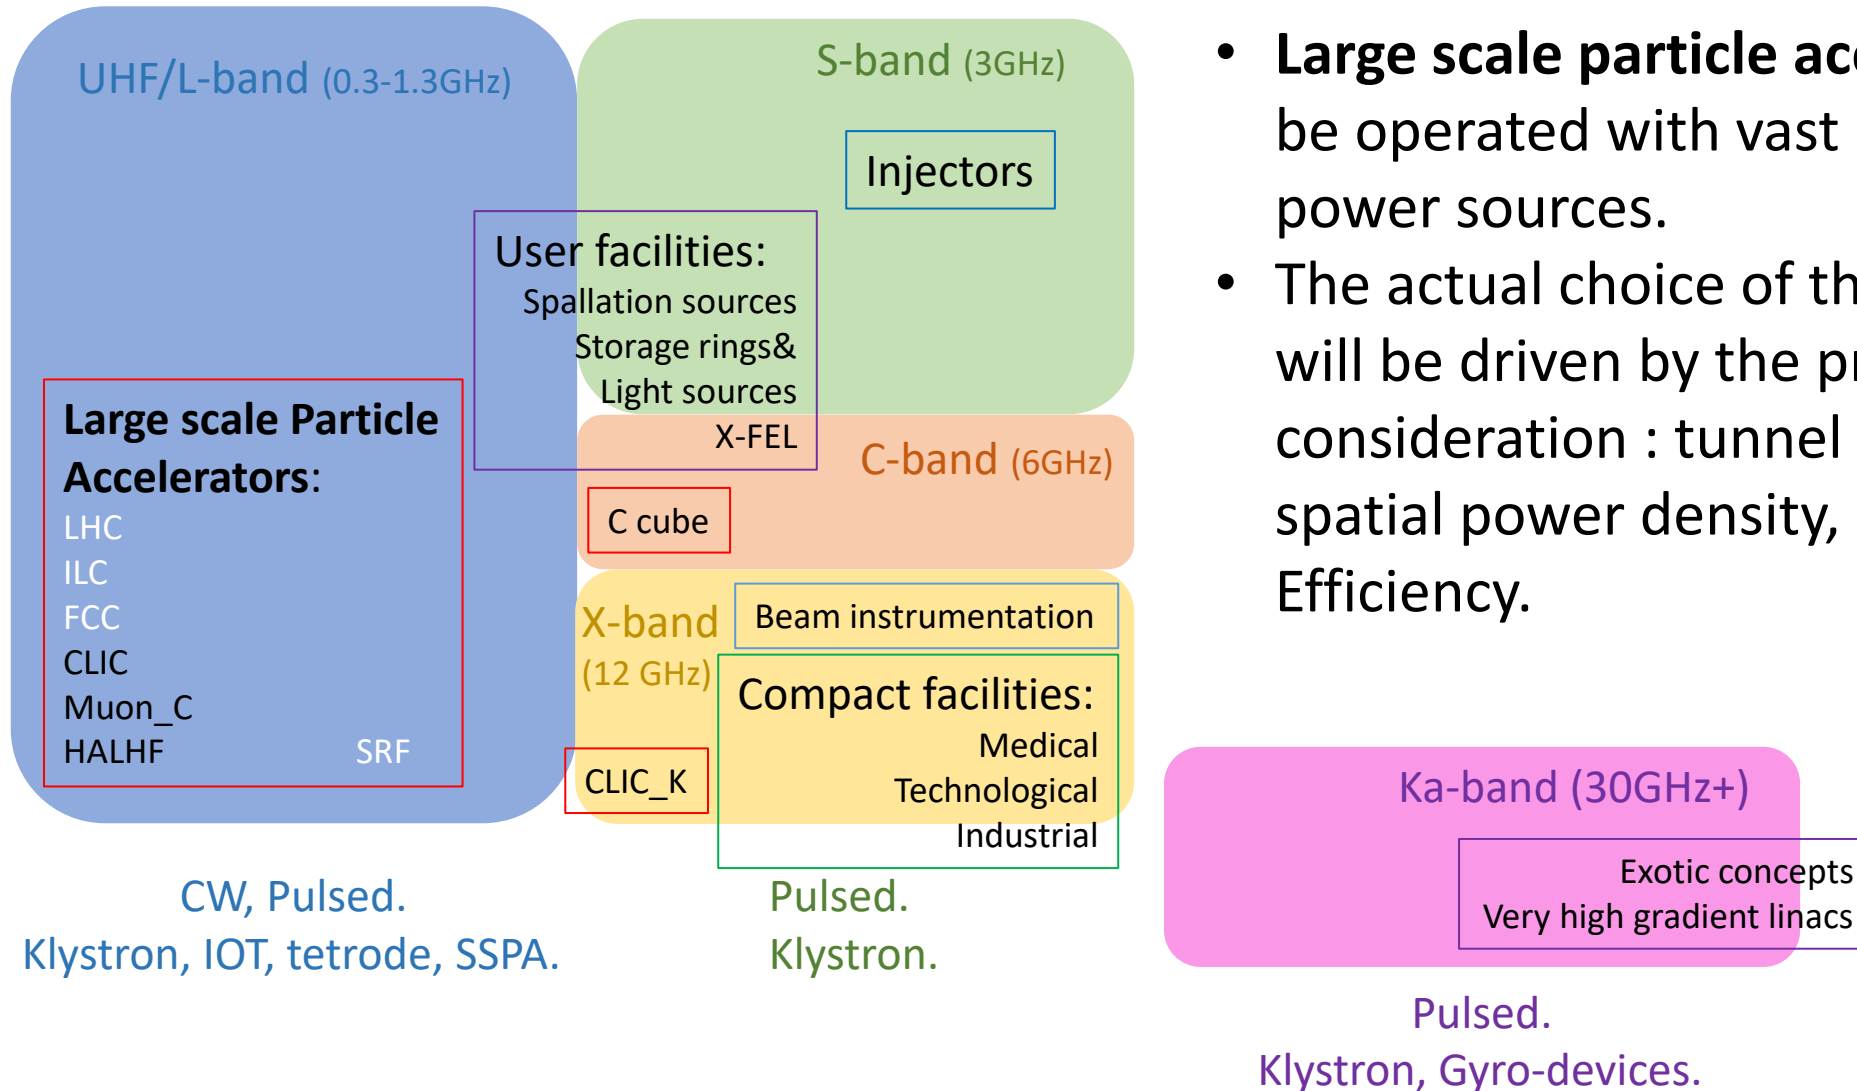 UHF/L-band (0.3-1.3GHz)
S-band (3GHz)
Injectors
User facilities:
Spallation sources
Storage rings&
Light sources
X-FEL
Large scale Particle
Accelerators:
LHC
ILC
FCC
CLIC
Muon_C
HALHF SRF
C-band (6GHz)
C cube
X-band
(12 GHz)
Beam instrumentation
Compact facilities:
Medical
Technological
Industrial
CLIC_K
CW, Pulsed.
Klystron, IOT, tetrode, SSPA.
Pulsed.
Klystron.
• Large scale particle
be operated with vast
power sources.
• The actual choice of
will be driven by the
consideration : tunnel
spatial power density,
Efficiency.
Ka-band (30GHz+)
Exotic concepts
Very high gradient linacs
Pulsed.
Klystron, Gyro-devices.